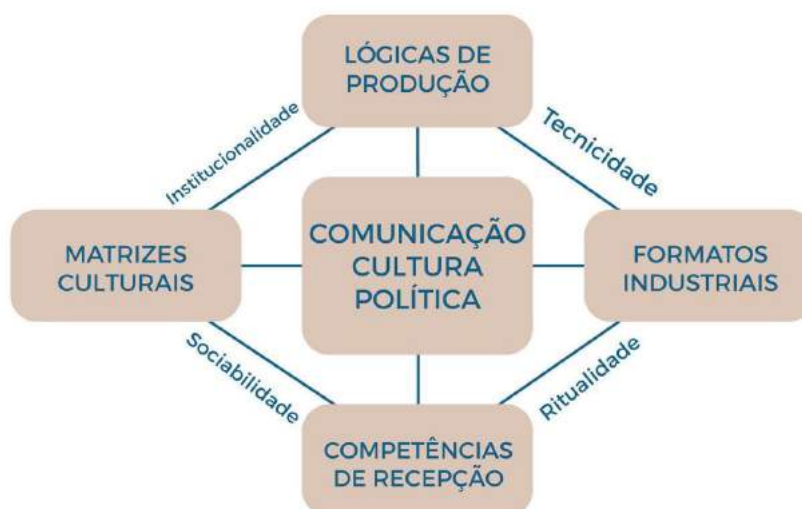 LÓGICAS DE
PRODUÇÃO
Institucionalidade
Tecnicidade
MATRIZES
CULTURAIS
COMUNICAÇÃO
CULTURA
POLÍTICA
FORMATOS
INDUSTRIAIS
Sociabilidade
Ritualidade
COMPETÊNCIAS
DE RECEPÇÃO